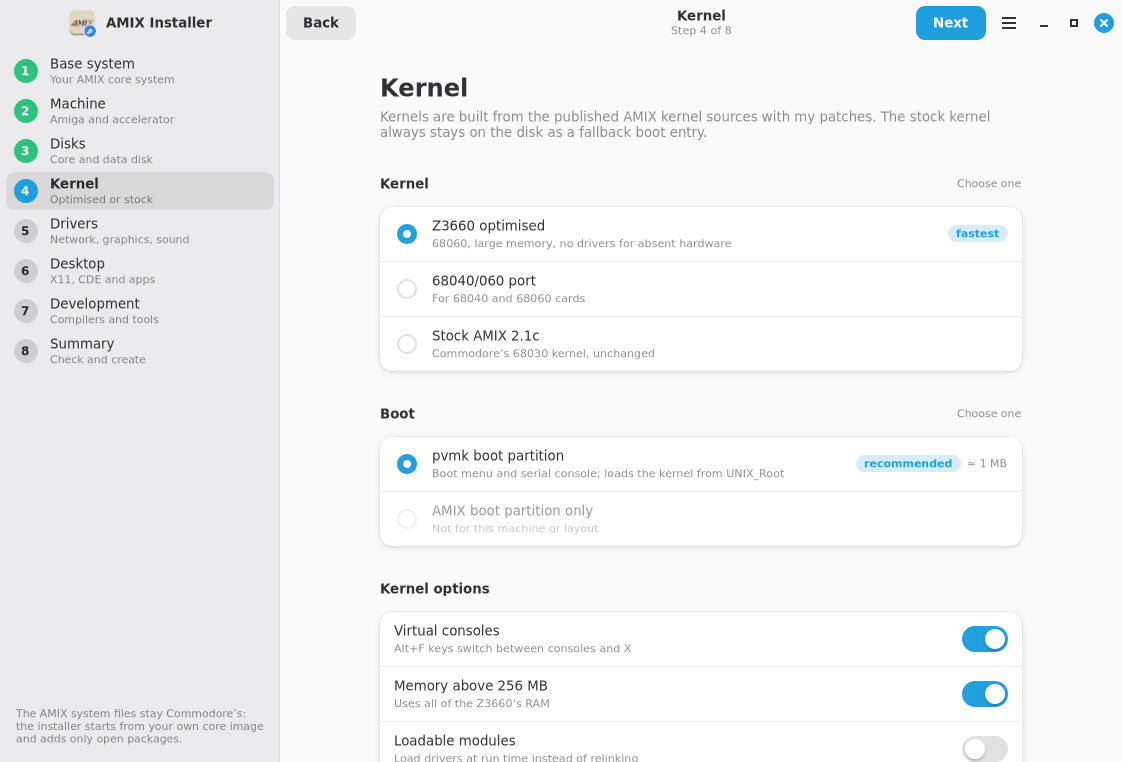 AMIX Installer
1
Base system
Your AMIX core system
2
Machine
Amiga and accelerator
3
Disks
Core and data disk
4
Kernel
Optimised or stock
5
Drivers
Network, graphics, sound
6
Desktop
X11, CDE and apps
7
Development
Compilers and tools
8
Summary
Check and create
The AMIX system files stay Commodore’s:
the installer starts from your own core image
and adds only open packages.
Back
Kernel
Step 4 of 8
Next
Kernel
Kernels are built from the published AMIX kernel sources with my patches. The stock kernel
always stays on the disk as a fallback boot entry.
Kernel
Choose one
Z3660 optimised
68060, large memory, no drivers for absent hardware
fastest
68040/060 port
For 68040 and 68060 cards
Stock AMIX 2.1c
Commodore’s 68030 kernel, unchanged
Boot
Choose one
pvmk boot partition
Boot menu and serial console; loads the kernel from UNIX_Root
recommended
≈ 1 MB
AMIX boot partition only
Not for this machine or layout
Kernel options
Virtual consoles
Alt+F keys switch between consoles and X
Memory above 256 MB
Uses all of the Z3660’s RAM
Loadable modules
Load drivers at run time instead of relinking